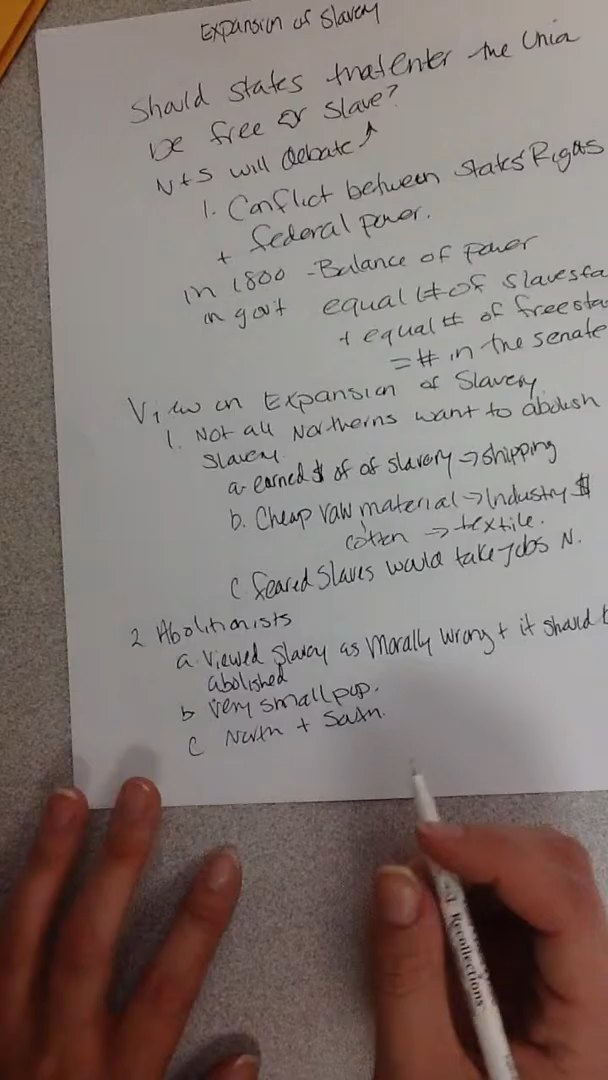 Expansion of Slavery
Should States that Enter the Union
be free or Slave?
N+S will debate
1. Conflict between States' Rights
+ federal power.
in 1800 - Balance of power
in gov't equal # of slavesta
+ equal # of freesta
= # in the senate
View on Expansion of Slavery
1. Not all Northerns want to abolish
Slavery.
a. earned $ of of slavery → shipping
b. Cheap raw material → Industry $
cotton → textile.
C. feared Slaves would take jobs N.
2 Abolitionists
a. Viewed Slavery as Morally Wrong + it should b
abolished
b very small pop.
C North + South.
Recollections